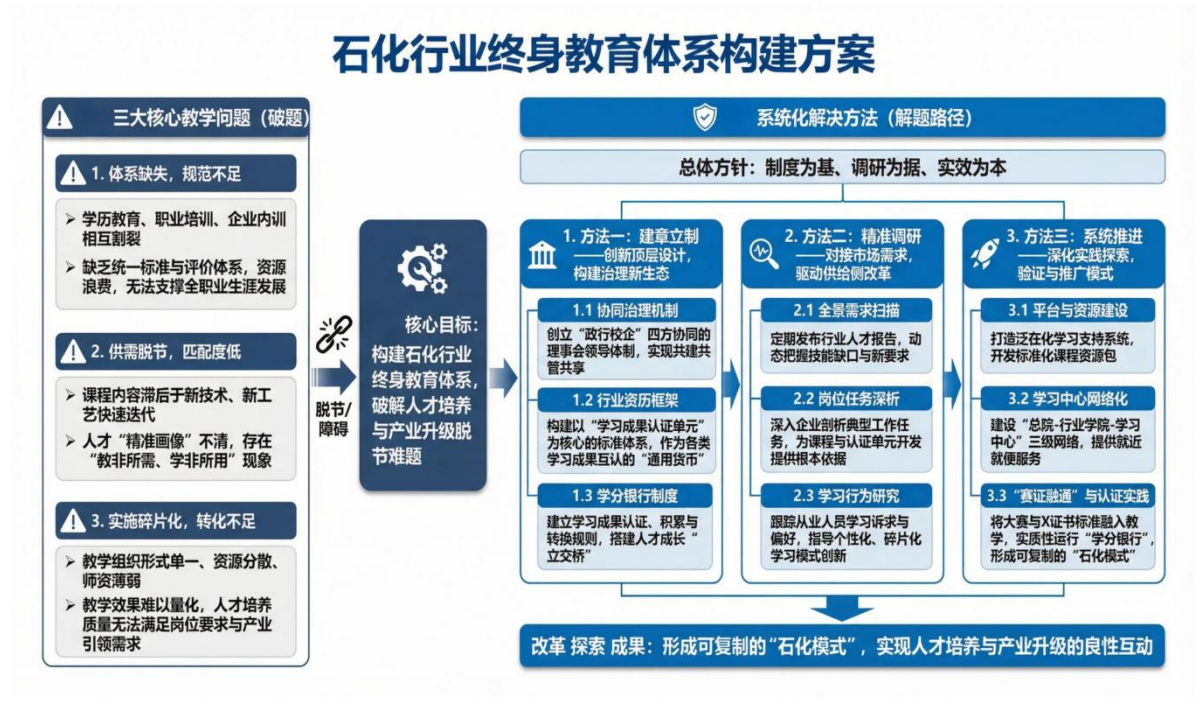 石化行业终身教育体系构建方案
三大核心教学问题（破题）
1. 体系缺失，规范不足
➢ 学历教育、职业培训、企业内训
相互割裂
➢ 缺乏统一标准与评价体系，资源
浪费，无法支撑全职业生涯发展
2. 供需脱节，匹配度低
➢ 课程内容滞后于新技术、新工
艺快速迭代
➢ 人才“精准画像”不清，存在
“教非所需、学非所用”现象
3. 实施碎片化，转化不足
➢ 教学组织形式单一、资源分散、
师资薄弱
➢ 教学效果难以量化，人才培养
质量无法满足岗位要求与产业
引领需求
脱节/
障碍
核心目标：
构建石化行业
终身教育体系，
破解人才培养
与产业升级脱
节难题
系统化解决方法（解题路径）
总体方针：制度为基、调研为据、实效为本
1. 方法一：建章立制
——创新顶层设计，
构建治理新生态
1.1 协同治理机制
创立“政行校企”四方协同的
理事会领导体制，实现共建共
管共享
1.2 行业资历框架
构建以“学习成果认证单元”
为核心的标准体系，作为各类
学习成果互认的“通用货币”
1.3 学分银行制度
建立学习成果认证、积累与
转换规则，搭建人才成长“
立交桥”
2. 方法二：精准调研
——对接市场需求，
驱动供给侧改革
2.1 全景需求扫描
定期发布行业人才报告，动
态把握技能缺口与新要求
2.2 岗位任务深析
深入企业剖析典型工作任
务，为课程与认证单元开发
提供根本依据
2.3 学习行为研究
跟踪从业人员学习诉求与
偏好，指导个性化、碎片化
学习模式创新
3. 方法三：系统推进
——深化实践探索，
验证与推广模式
3.1 平台与资源建设
打造泛在化学习支持系统，
开发标准化课程资源包
3.2 学习中心网络化
建设“总院-行业学院-学习
中心”三级网络，提供就近
就便服务
3.3 “赛证融通”与认证实践
将大赛与X证书标准融入教
学，实质性运行“学分银行”，
形成可复制的“石化模式”
改革 探索 成果：形成可复制的“石化模式”，实现人才培养与产业升级的良性互动